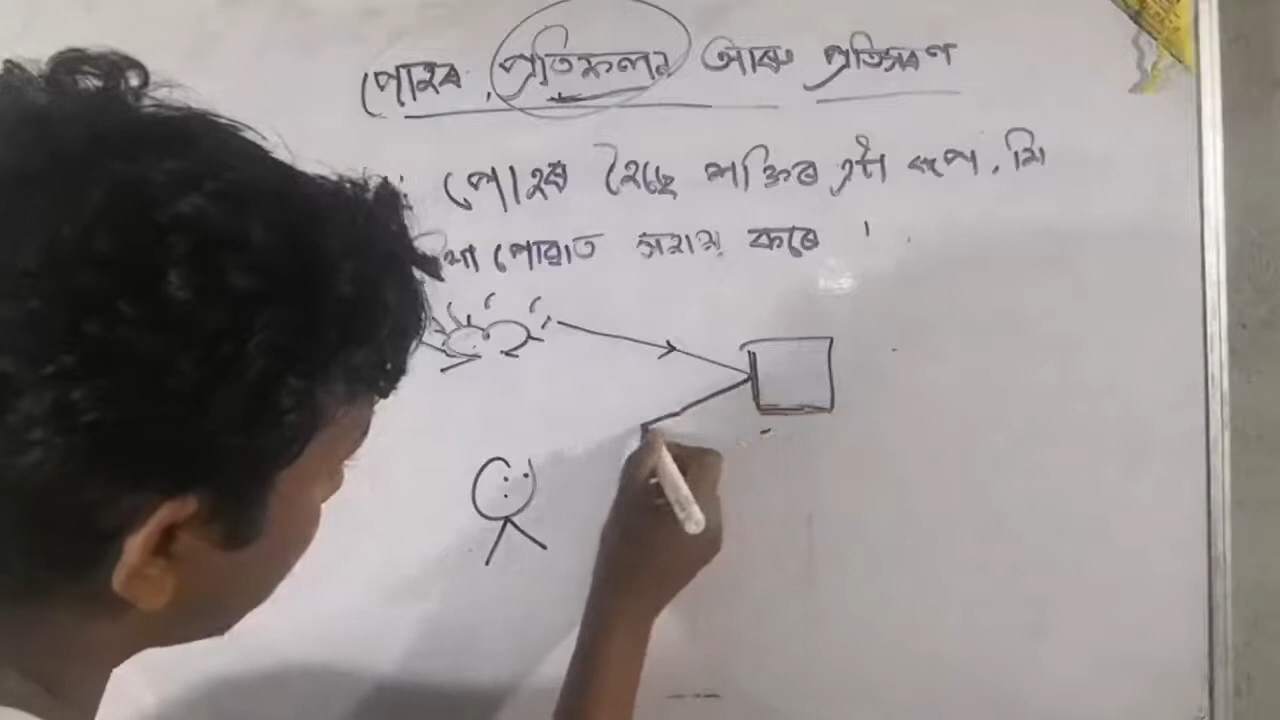 পোহৰ প্ৰতিফলন আৰু প্ৰতিসৰণ
: পোহৰ হৈছে শক্তিৰ এটা ৰূপ, যি
পোৱাত সহায় কৰে ।